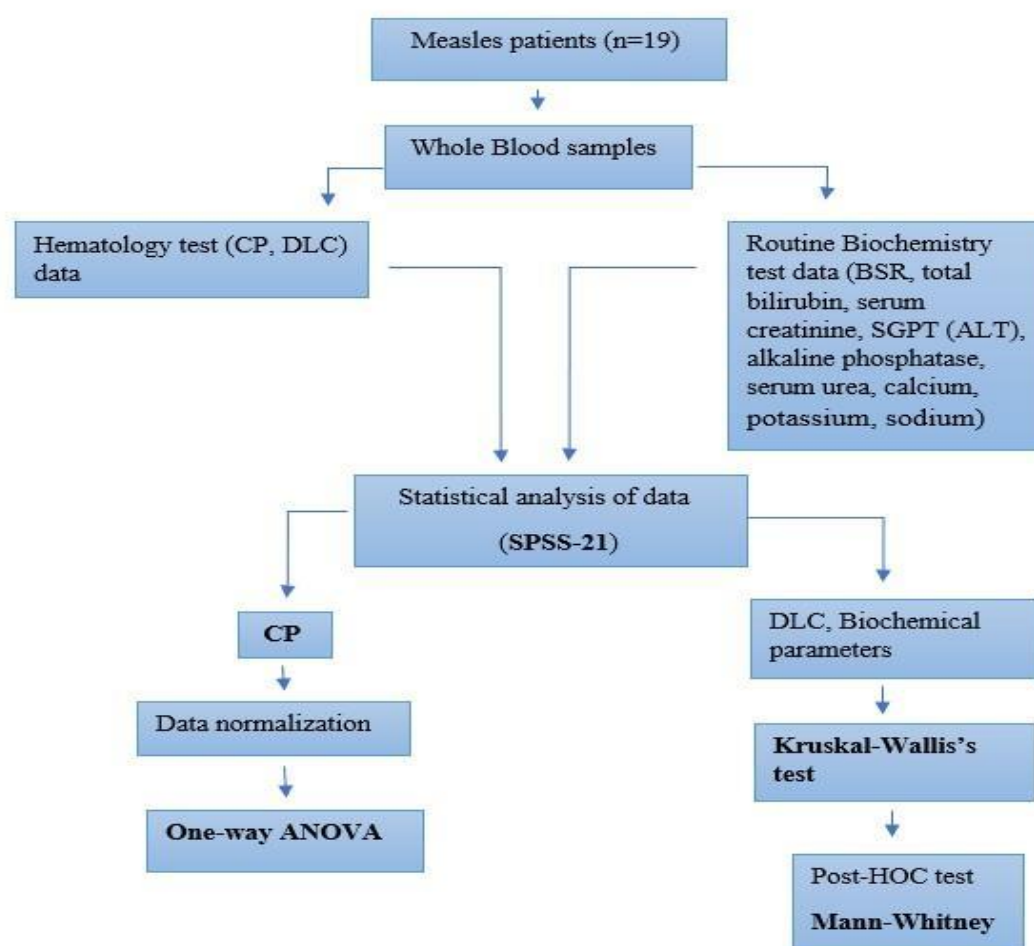 Measles patients (n=19)
Whole Blood samples
Hematology test (CP, DLC)
data
Routine Biochemistry
test data (BSR, total
bilirubin, serum
creatinine, SGPT (ALT),
alkaline phosphatase,
serum urea, calcium,
potassium, sodium)
Statistical analysis of data
(SPSS-21)
CP
Data normalization
One-way ANOVA
DLC, Biochemical
parameters
Kruskal-Wallis’s
test
Post-HOC test
Mann-Whitney